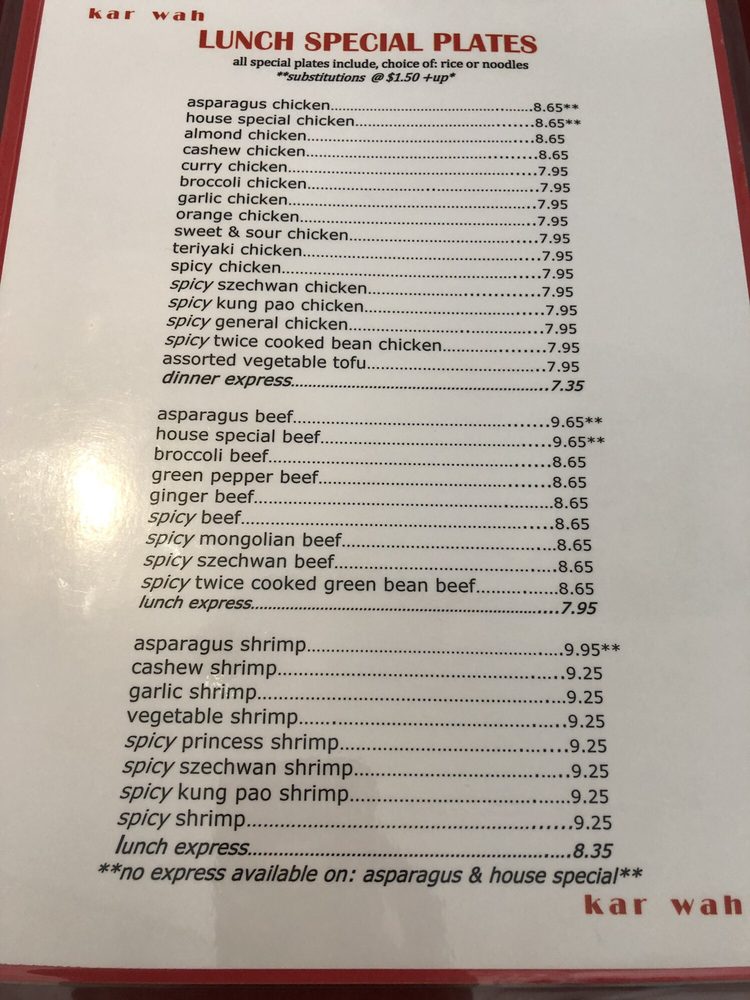 kar wah
LUNCH SPECIAL PLATES
all special plates include, choice of: rice or noodles
**substitutions @ $1.50 +up*
asparagus chicken..........8.65**
house special chicken..........8.65**
almond chicken..........8.65
cashew chicken..........8.65
curry chicken..........7.95
broccoli chicken..........7.95
garlic chicken..........7.95
orange chicken..........7.95
sweet & sour chicken..........7.95
teriyaki chicken..........7.95
spicy chicken..........7.95
spicy szechwan chicken..........7.95
spicy kung pao chicken..........7.95
spicy general chicken..........7.95
spicy twice cooked bean chicken..........7.95
assorted vegetable tofu..........7.95
dinner express..........7.35
asparagus beef..........9.65**
house special beef..........9.65**
broccoli beef..........8.65
green pepper beef..........8.65
ginger beef..........8.65
spicy beef..........8.65
spicy mongolian beef..........8.65
spicy szechwan beef..........8.65
spicy twice cooked green bean beef..........8.65
lunch express..........7.95
asparagus shrimp..........9.95**
cashew shrimp..........9.25
garlic shrimp..........9.25
vegetable shrimp..........9.25
spicy princess shrimp..........9.25
spicy szechwan shrimp..........9.25
spicy kung pao shrimp..........9.25
spicy shrimp..........9.25
lunch express..........8.35
**no express available on: asparagus & house special**
kar wah